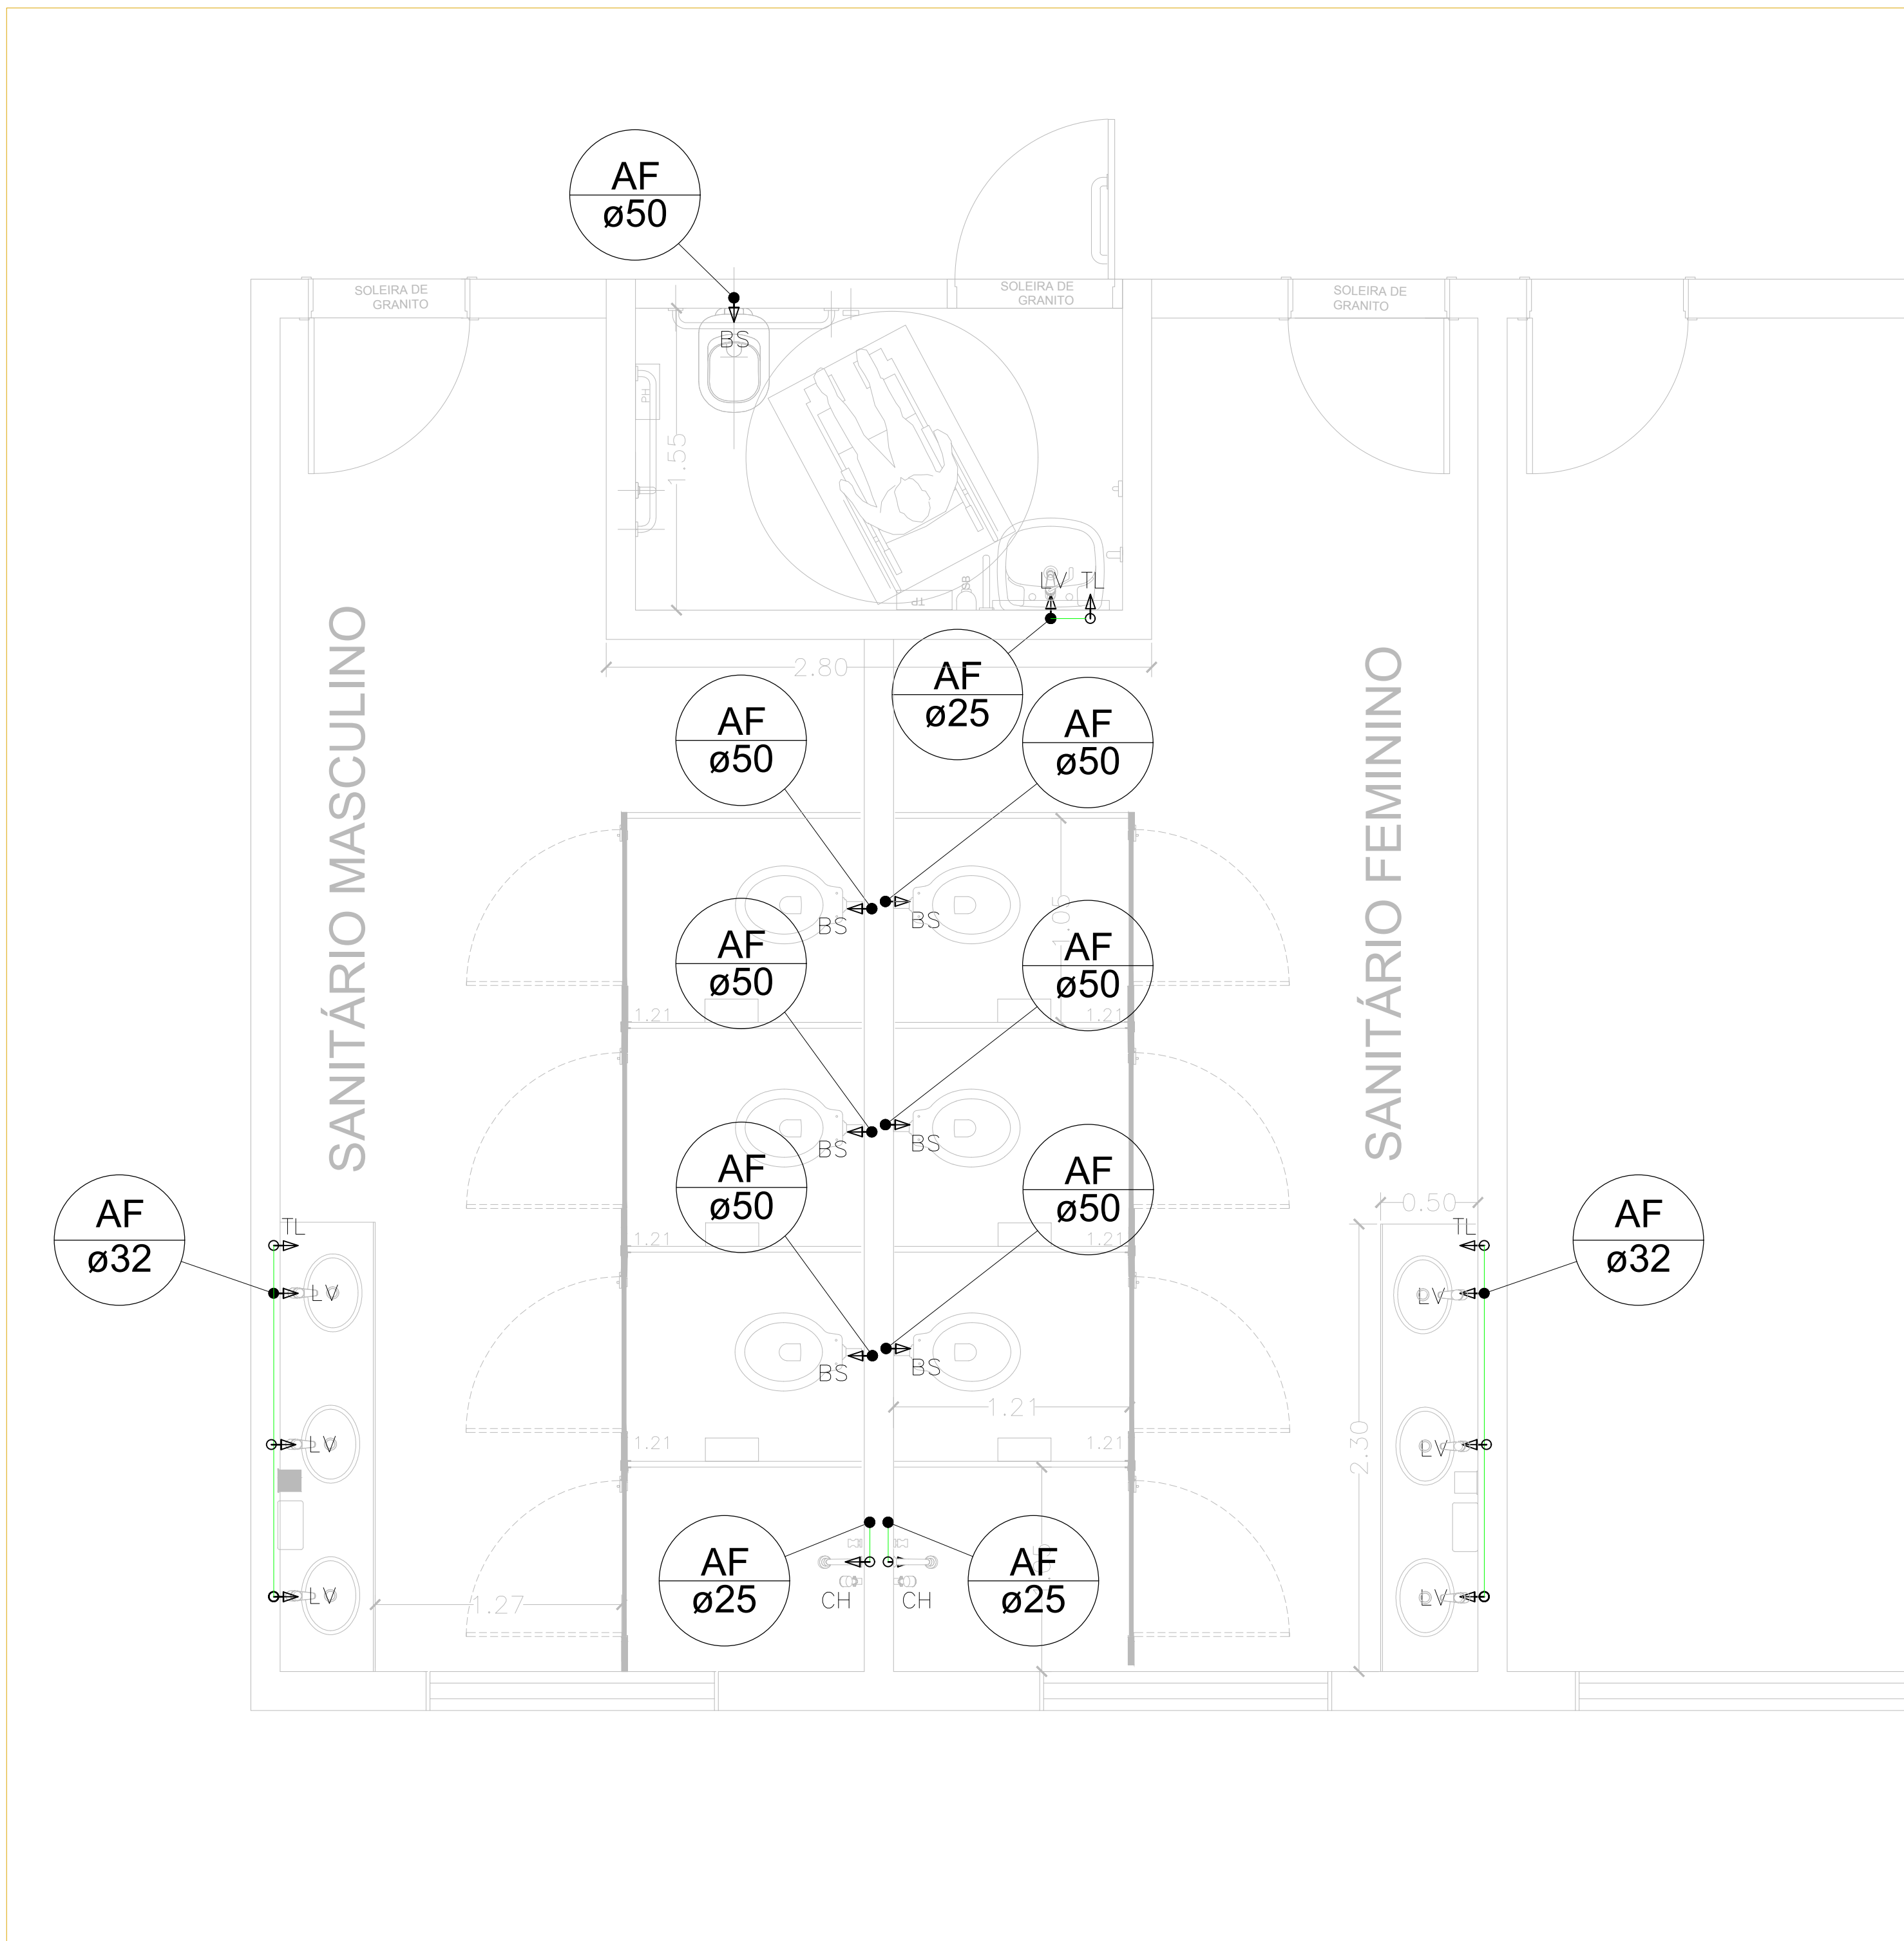 AF
ø50
SOLEIRA DE
GRANITO
SOLEIRA DE
GRANITO
SOLEIRA DE
GRANITO
BS
PH
1.55
LV TL
TP
2.80
AF
ø25
SANITÁRIO MASCULINO
SANITÁRIO FEMININO
AF
ø50
AF
ø50
BS
BS
1.05
AF
ø50
AF
ø50
1.21
1.21
BS
BS
AF
ø50
AF
ø50
1.21
1.21
0.50
AF
ø32
TL
TL
AF
ø32
LV
LV
BS
BS
1.21
1.21
1.21
2.30
LV
LV
AF
ø25
AF
ø25
CH
CH
1.27
LV
LV